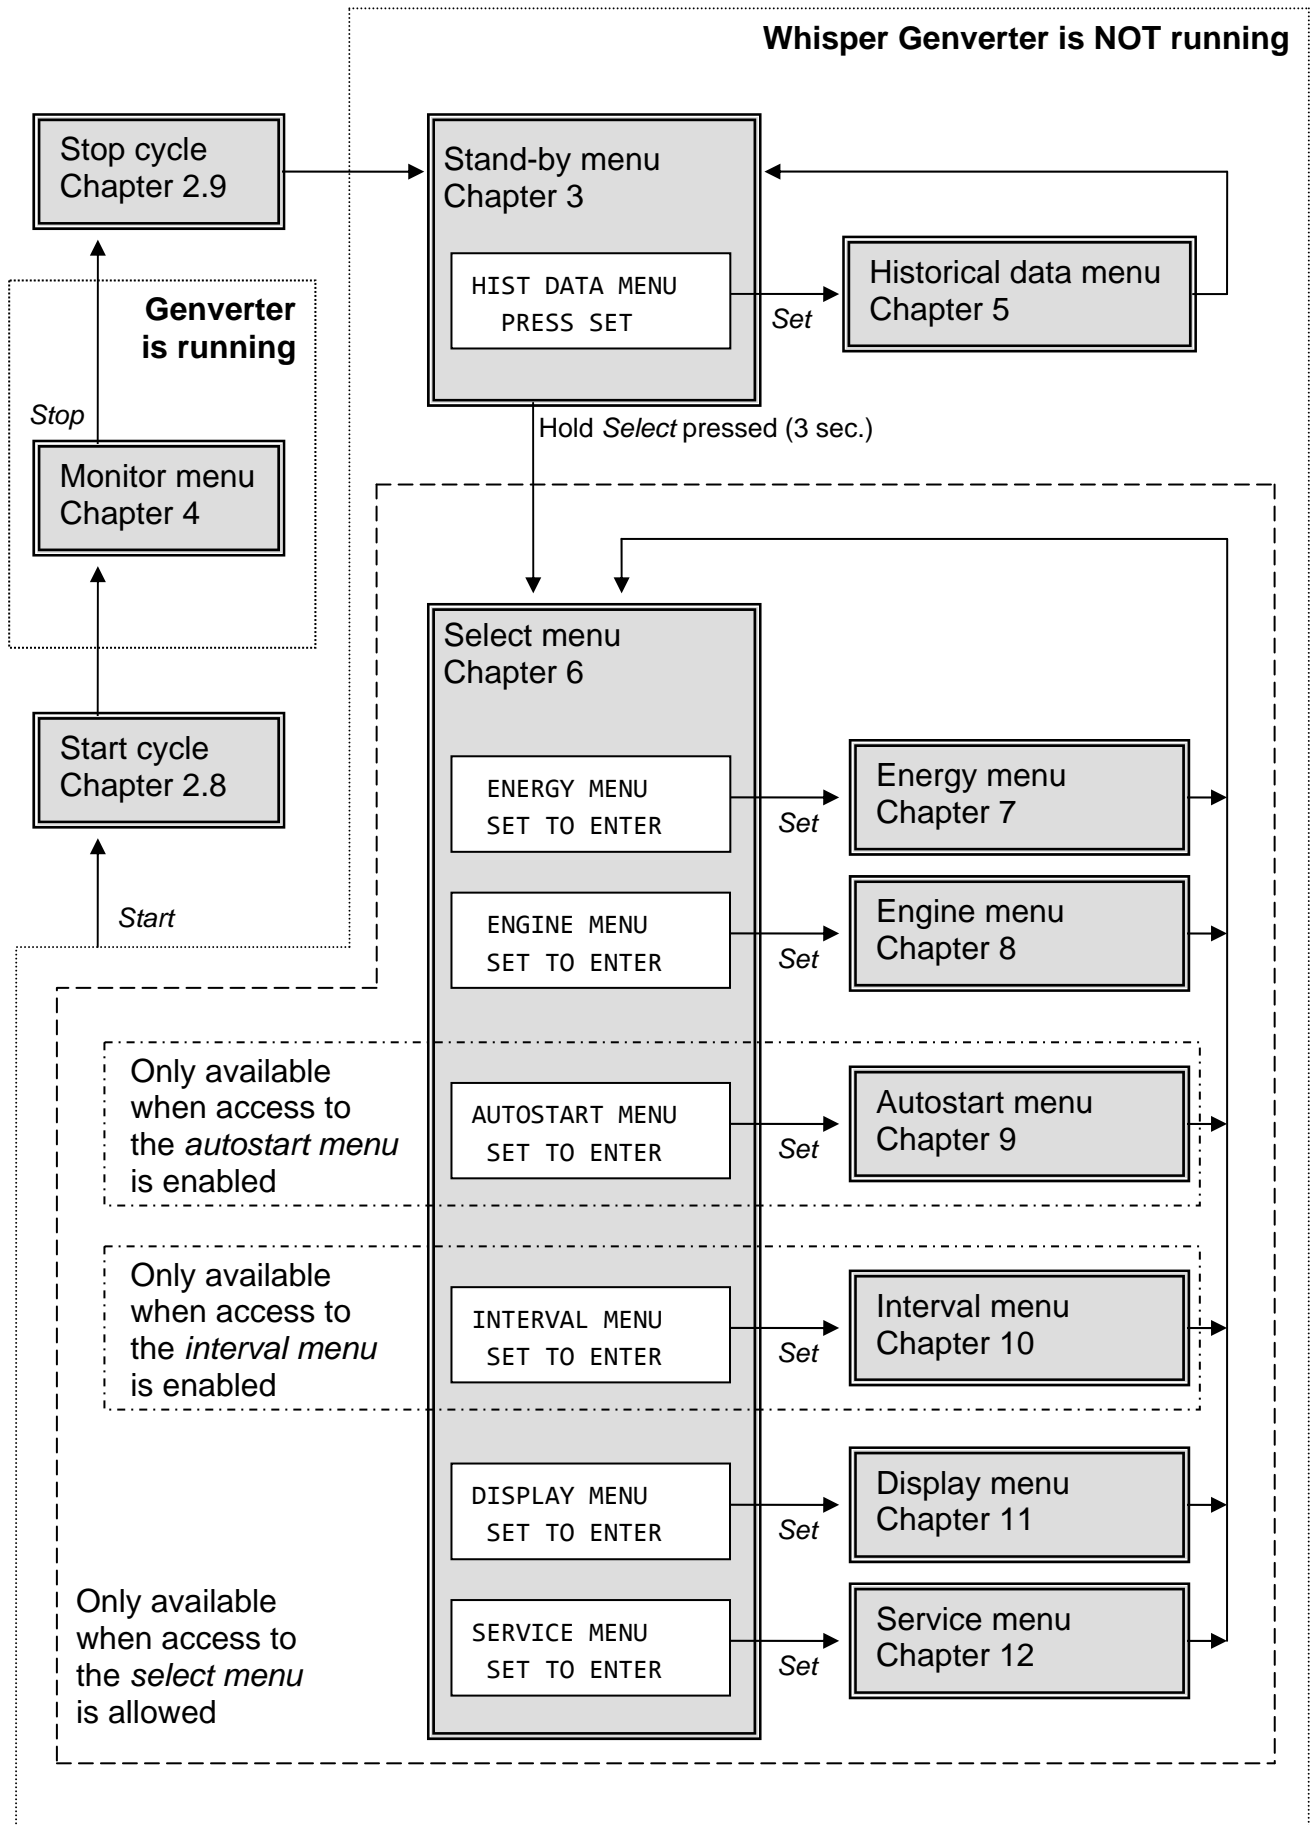 Whisper Genverter is NOT running
Stop cycle
Chapter 2.9
Stand-by menu
Chapter 3
HIST DATA MENU
PRESS SET
Set
Historical data menu
Chapter 5
Genverter
is running
Stop
Monitor menu
Chapter 4
Hold Select pressed (3 sec.)
Start cycle
Chapter 2.8
Start
Select menu
Chapter 6
ENERGY MENU
SET TO ENTER
Set
Energy menu
Chapter 7
ENGINE MENU
SET TO ENTER
Set
Engine menu
Chapter 8
Only available
when access to
the autostart menu
is enabled
AUTOSTART MENU
SET TO ENTER
Set
Autostart menu
Chapter 9
Only available
when access to
the interval menu
is enabled
INTERVAL MENU
SET TO ENTER
Set
Interval menu
Chapter 10
DISPLAY MENU
SET TO ENTER
Set
Display menu
Chapter 11
Only available
when access to
the select menu
is allowed
SERVICE MENU
SET TO ENTER
Set
Service menu
Chapter 12